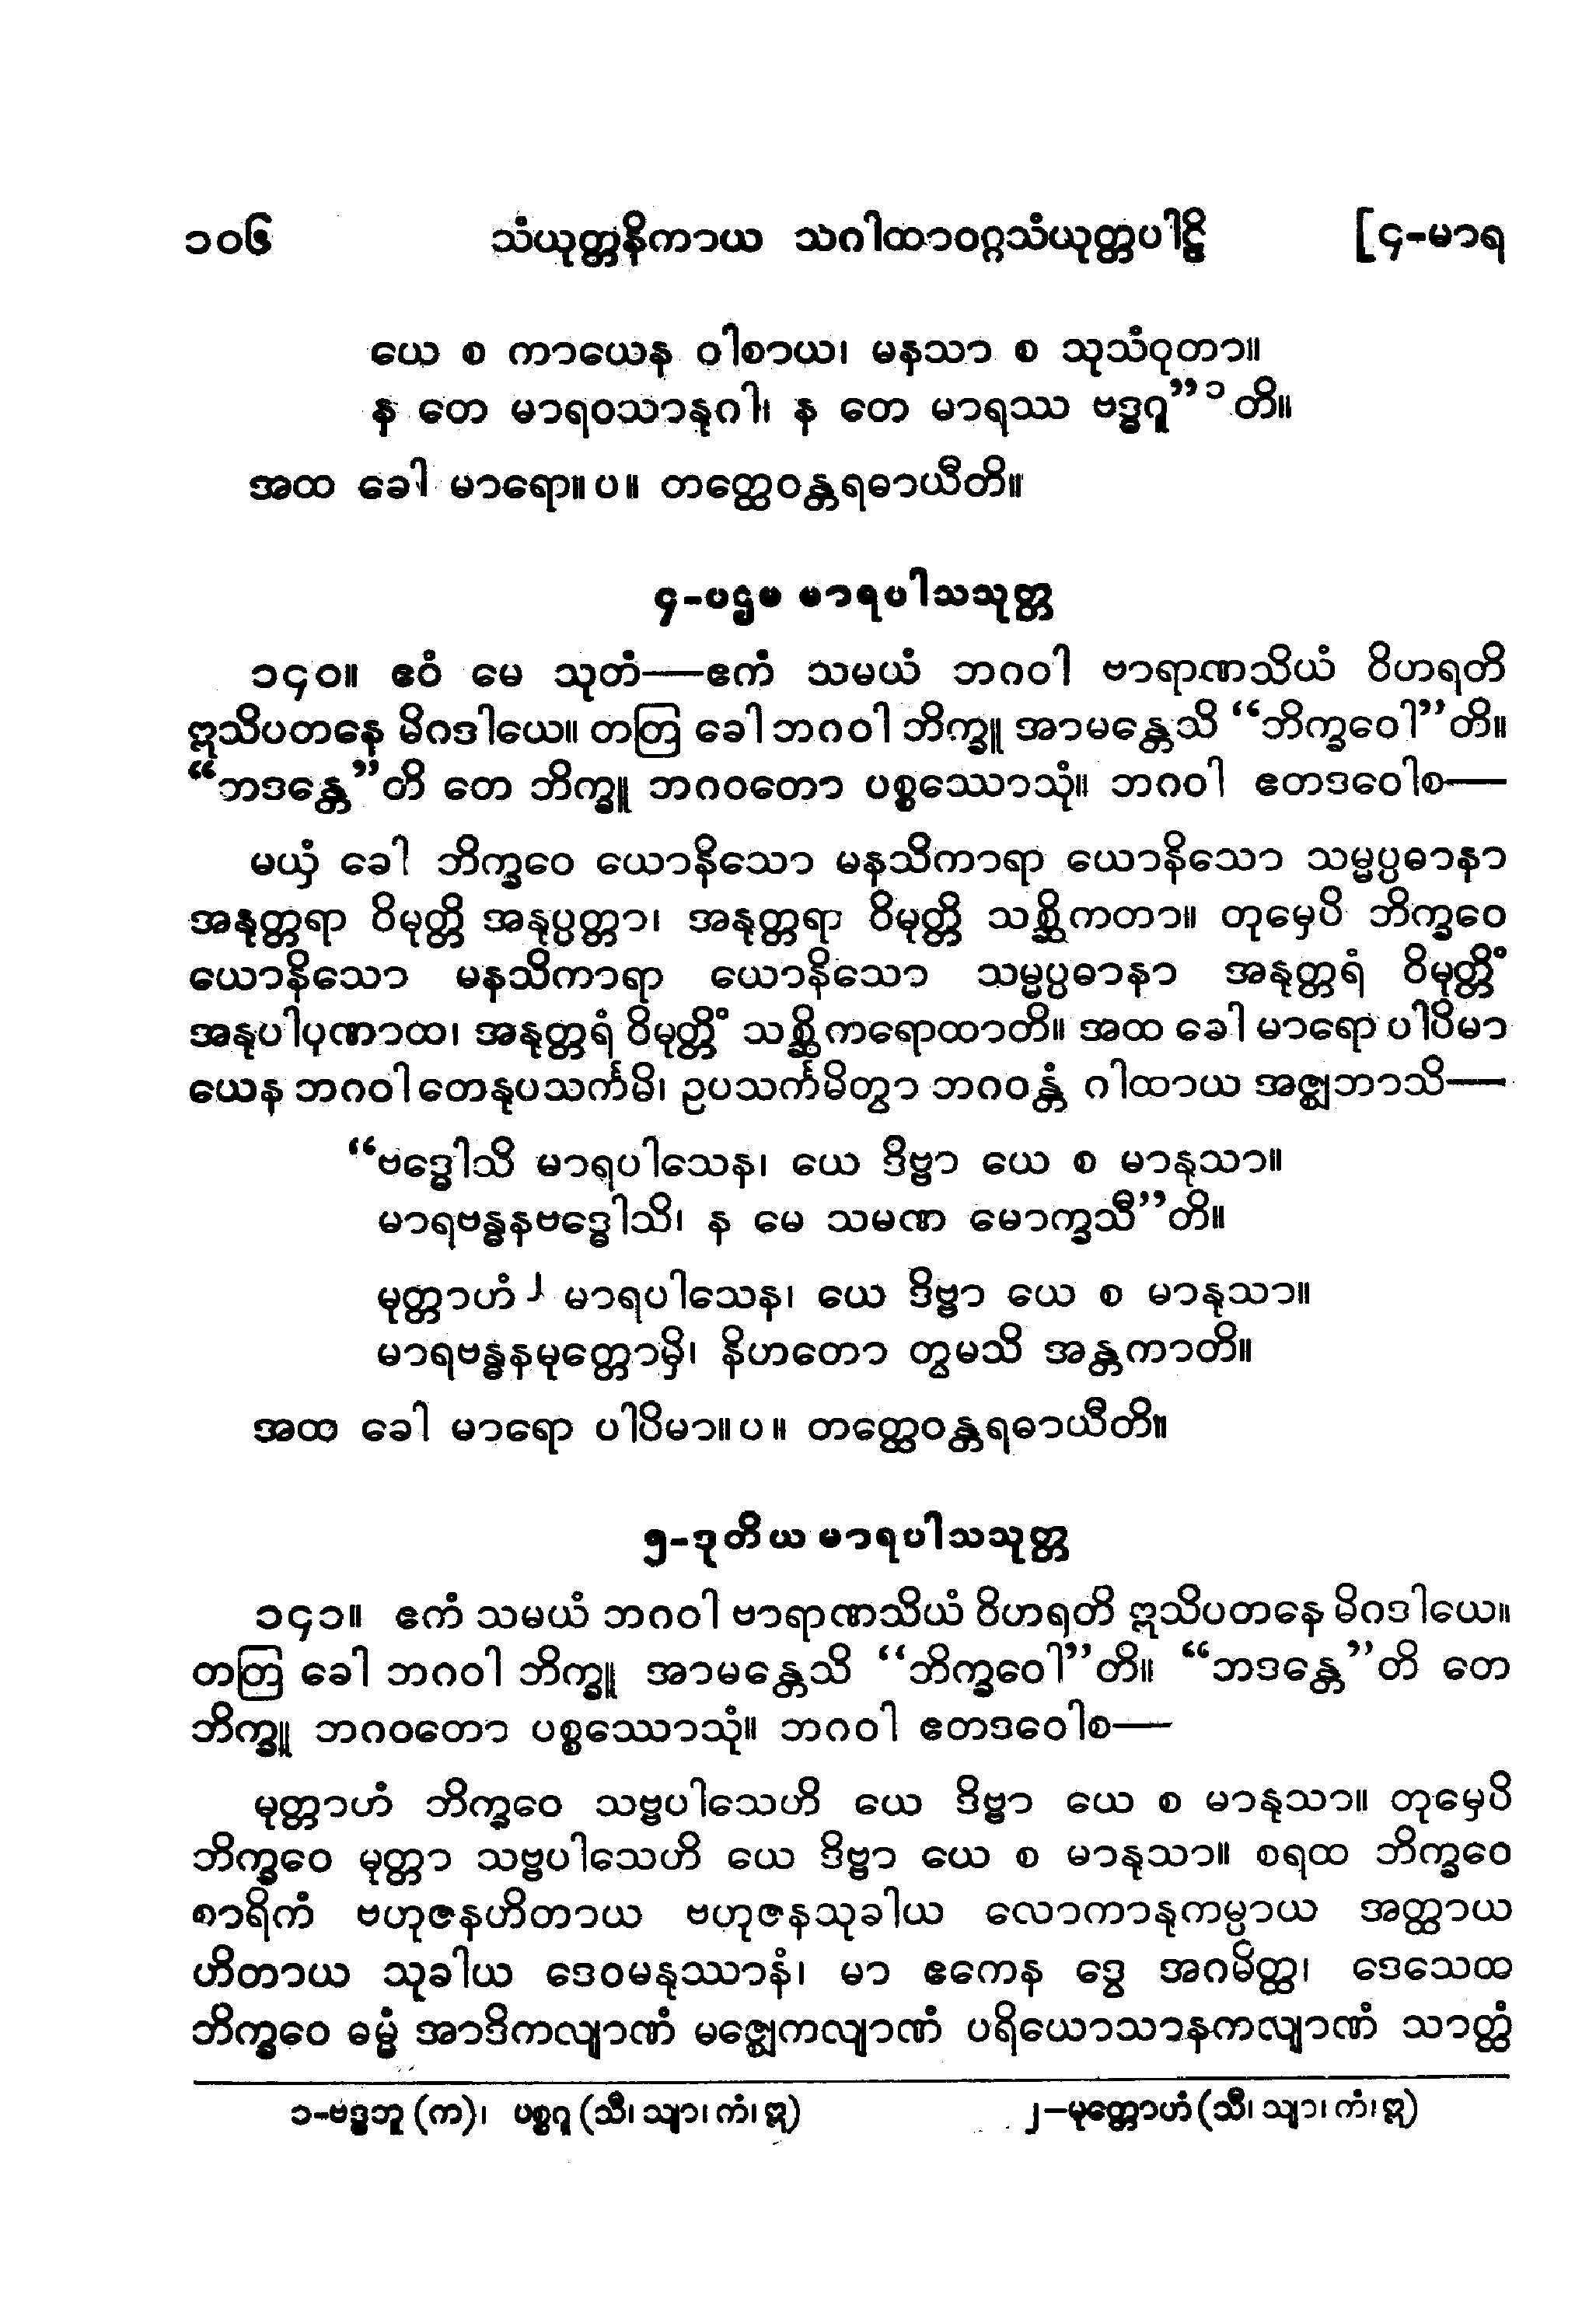 ၁၀၆ သံယုတ္တနိကာယ သဂါထာဝဂ္ဂသံယုတ္တပါဠိ [၄-မာရ
ယေ စ ကာယေန ဝါစာယ၊ မနသာ စ သုသံဝုတာ။
န တေ မာရဝသာနုဂါ၊ န တေ မာရဿ ဗဒ္ဓဂူ”၁တိ။
အထ ခေါ မာရော။ပ။ တတ္ထေဝန္တရဓာယီတိ။
၄-ပဌမ မာရပါသသုတ္တ
၁၄၀။ ဧဝံ မေ သုတံ—ဧကံ သမယံ ဘဂဝါ ဗာရာဏသိယံ ဝိဟရတိ
ဣသိပတနေ မိဂဒါယေ။ တတြ ခေါ ဘဂဝါ ဘိက္ခူ အာမန္တေသိ “ဘိက္ခဝေါ”တိ။
“ဘဒန္တေ”တိ တေ ဘိက္ခူ ဘဂဝတော ပစ္စဿောသုံ။ ဘဂဝါ ဧတဒဝေါစ—
မယှံ ခေါ ဘိက္ခဝေ ယောနိသော မနသိကာရာ ယောနိသော သမ္မပ္ပဓာနာ
အနုတ္တရာ ဝိမုတ္တိ အနုပ္ပတ္တာ၊ အနုတ္တရာ ဝိမုတ္တိ သစ္ဆိကတာ။ တုမှေပိ ဘိက္ခဝေ
ယောနိသော မနသိကာရာ ယောနိသော သမ္မပ္ပဓာနာ အနုတ္တရံ ဝိမုတ္တိံ
အနုပါပုဏာထ၊ အနုတ္တရံ ဝိမုတ္တိံ သစ္ဆိကရောထာတိ။ အထ ခေါ မာရော ပါပိမာ
ယေန ဘဂဝါ တေနုပသင်္ကမိ၊ ဥပသင်္ကမိတွာ ဘဂဝန္တံ ဂါထာယ အဇ္ဈဘာသိ—
“ဗဒ္ဓေါသိ မာရပါသေန၊ ယေ ဒိဗ္ဗာ ယေ စ မာနုသာ။
မာရဗန္ဓနဗဒ္ဓေါသိ၊ န မေ သမဏ မောက္ခသီ”တိ။
မုတ္တာဟံ၂ မာရပါသေန၊ ယေ ဒိဗ္ဗာ ယေ စ မာနုသာ။
မာရဗန္ဓနမုတ္တောမှိ၊ နိဟတော တွမသိ အန္တကာတိ။
အထ ခေါ မာရော ပါပိမာ။ပ။ တတ္ထေဝန္တရဓာယီတိ။
၅-ဒုတိယ မာရပါသသုတ္တ
၁၄၁။ ဧကံ သမယံ ဘဂဝါ ဗာရာဏသိယံ ဝိဟရတိ ဣသိပတနေ မိဂဒါယေ။
တတြ ခေါ ဘဂဝါ ဘိက္ခူ အာမန္တေသိ “ဘိက္ခဝေါ”တိ။ “ဘဒန္တေ”တိ တေ
ဘိက္ခူ ဘဂဝတော ပစ္စဿောသုံ။ ဘဂဝါ ဧတဒဝေါစ—
မုတ္တာဟံ ဘိက္ခဝေ သဗ္ဗပါသေဟိ ယေ ဒိဗ္ဗာ ယေ စ မာနုသာ။ တုမှေပိ
ဘိက္ခဝေ မုတ္တာ သဗ္ဗပါသေဟိ ယေ ဒိဗ္ဗာ ယေ စ မာနုသာ။ စရထ ဘိက္ခဝေ
စာရိကံ ဗဟုဇနဟိတာယ ဗဟုဇနသုခါယ လောကာနုကမ္ပာယ အတ္ထာယ
ဟိတာယ သုခါယ ဒေဝမနုဿာနံ၊ မာ ဧကေန ဒွေ အဂမိတ္ထ၊ ဒေသေထ
ဘိက္ခဝေ ဓမ္မံ အာဒိကလျာဏံ မဇ္ဈေကလျာဏံ ပရိယောသာနကလျာဏံ သာတ္ထံ
၁-ဗဒ္ဓဘူ (က)၊ ပစ္စဂူ (သီ၊ သျာ၊ ကံ၊ ဣ) ၂-မုတ္တောဟံ (သီ၊ သျာ၊ ကံ၊ ဣ)